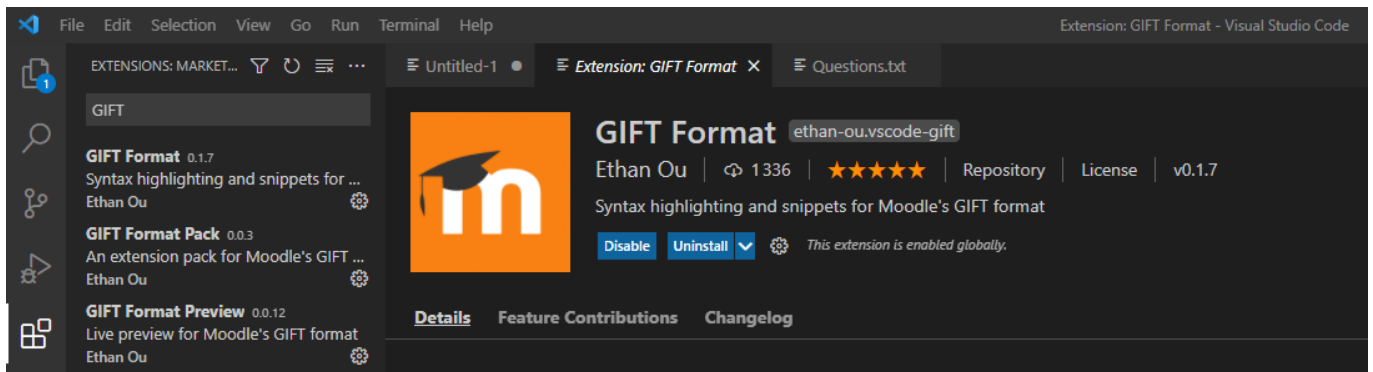 File Edit Selection View Go Run Terminal Help
Extension: GIFT Format - Visual Studio Code
1
EXTENSIONS: MARKET...
GIFT
GIFT Format 0.1.7
Syntax highlighting and snippets for ...
Ethan Ou
GIFT Format Pack 0.0.3
An extension pack for Moodle's GIFT ...
Ethan Ou
GIFT Format Preview 0.0.12
Live preview for Moodle's GIFT format
Ethan Ou
Untitled-1
Extension: GIFT Format
Questions.txt
m
GIFT Format ethan-ou.vscode-gift
Ethan Ou 1336 Repository License v0.1.7
Syntax highlighting and snippets for Moodle's GIFT format
Disable Uninstall This extension is enabled globally.
Details Feature Contributions Changelog